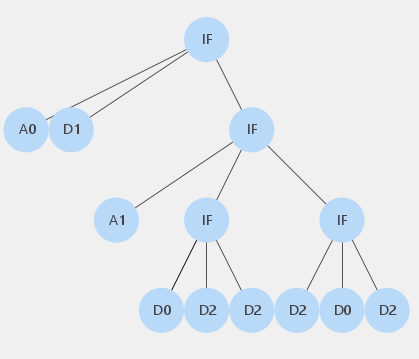 IF
A0 D1 IF
A1 IF IF
D0 D2 D2 D2 D0 D2